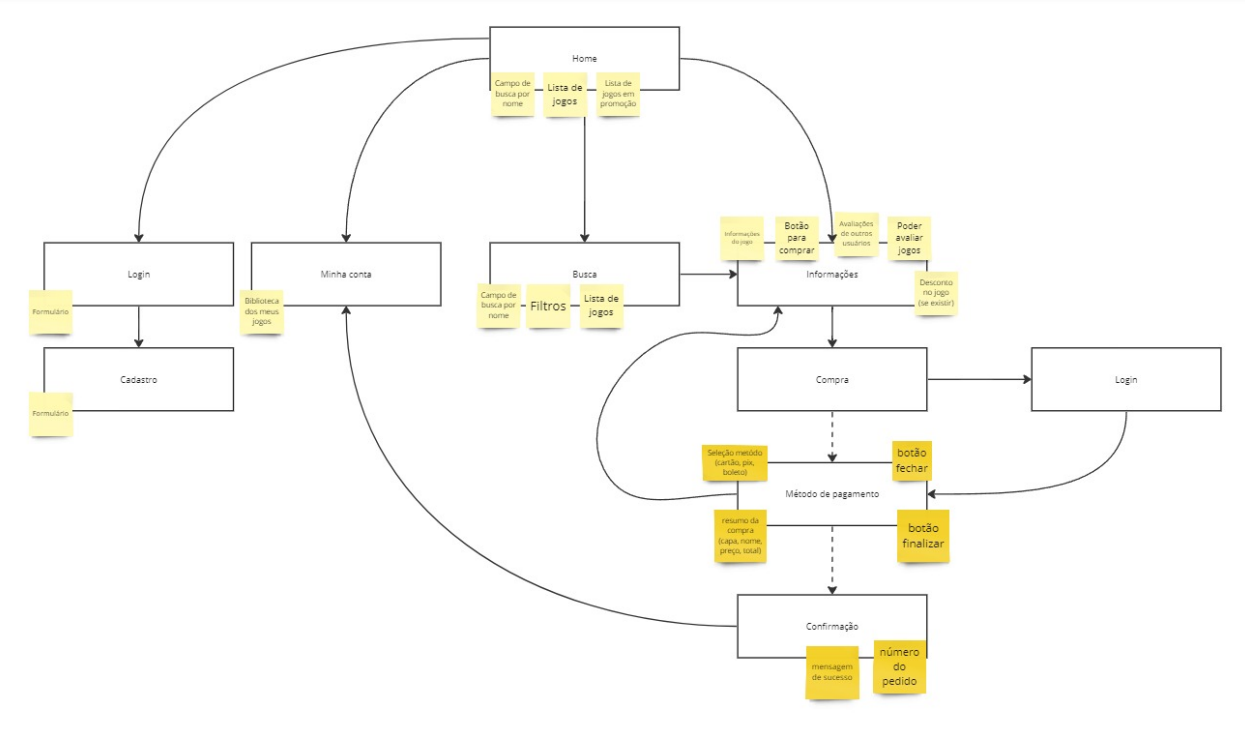 Home
Campo de
busca por
nome
Lista de
jogos
Lista de
jogos em
promoção
Login
Formulário
Minha conta
Biblioteca
dos meus
jogos
Busca
Campo de
busca por
nome
Filtros
Lista de
jogos
Informações
do jogo
Botão
para
comprar
Avaliações
de outros
usuários
Poder
avaliar
jogos
Informações
Desconto
no jogo
(se existir)
Cadastro
Formulário
Compra
Login
Seleção metódo
(cartão, pix,
boleto)
botão
fechar
Método de pagamento
resumo da
compra
(capa, nome,
preço, total)
botão
finalizar
Confirmação
mensagem
de sucesso
número
do
pedido